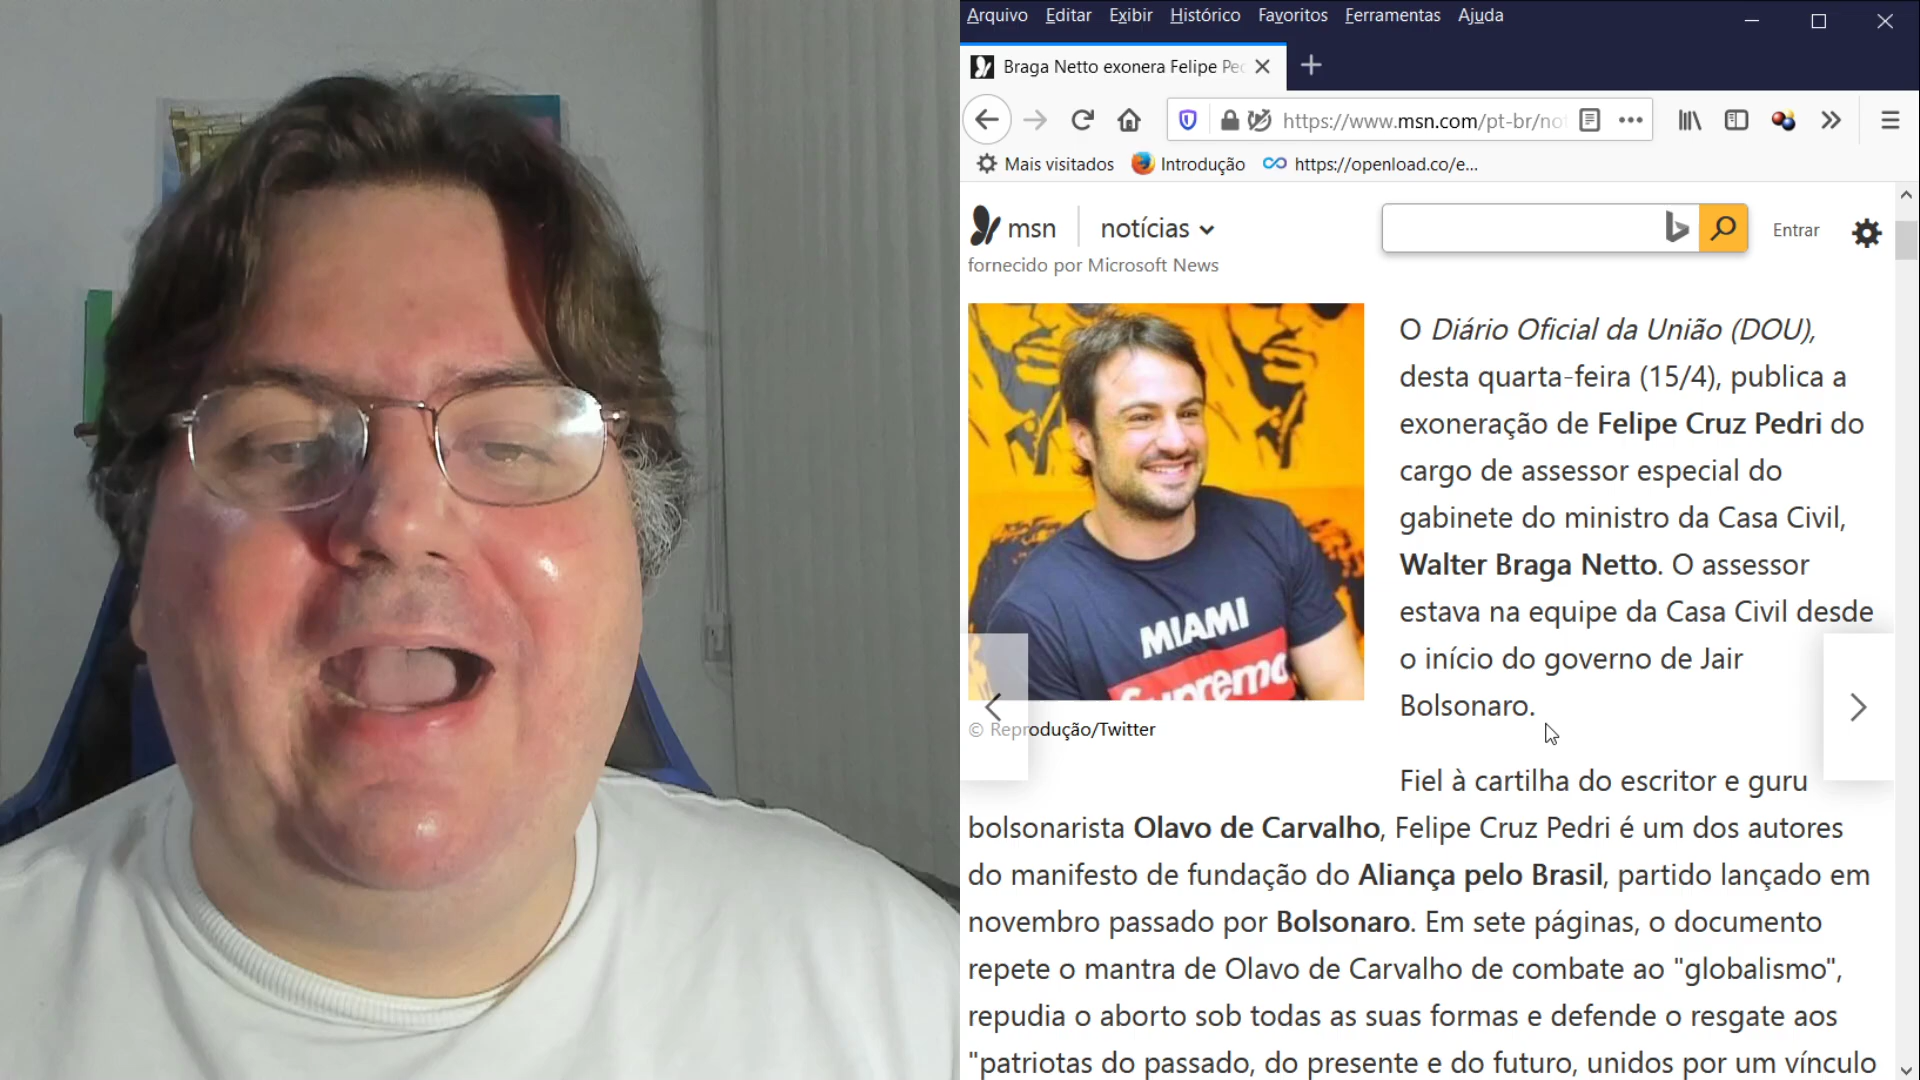 Arquivo Editar Exibir Histórico Favoritos Ferramentas Ajuda
Braga Netto exonera Felipe Ped
https://www.msn.com/pt-br/no
Mais visitados Introdução https://openload.co/e...
msn notícias Entrar
fornecido por Microsoft News
MIAMI
Supreme
© Reprodução/Twitter
O Diário Oficial da União (DOU),
desta quarta-feira (15/4), publica a
exoneração de Felipe Cruz Pedri do
cargo de assessor especial do
gabinete do ministro da Casa Civil,
Walter Braga Netto. O assessor
estava na equipe da Casa Civil desde
o início do governo de Jair
Bolsonaro.
Fiel à cartilha do escritor e guru
bolsonarista Olavo de Carvalho, Felipe Cruz Pedri é um dos autores
do manifesto de fundação do Aliança pelo Brasil, partido lançado em
novembro passado por Bolsonaro. Em sete páginas, o documento
repete o mantra de Olavo de Carvalho de combate ao "globalismo",
repudia o aborto sob todas as suas formas e defende o resgate aos
"patriotas do passado, do presente e do futuro, unidos por um vínculo